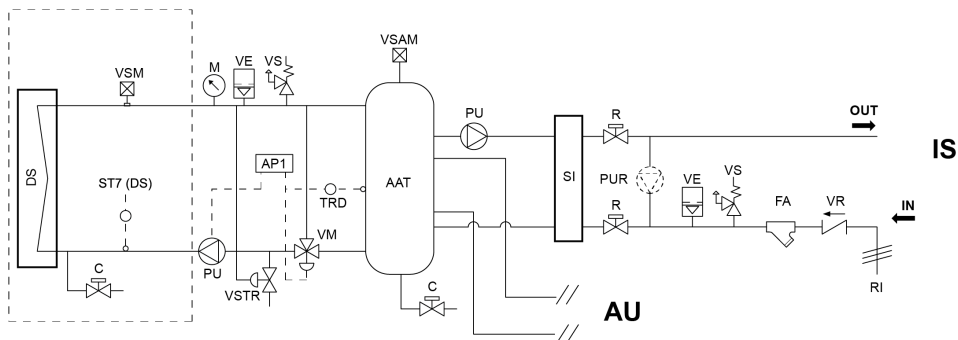 VSM
M
VE
VS
VSAM
PU
R
OUT
IS
DS
ST7 (DS)
AP1
TRD
AAT
SI
PUR
VE
VS
FA
VR
IN
R
C
PU
VSTR
VM
C
AU
RI